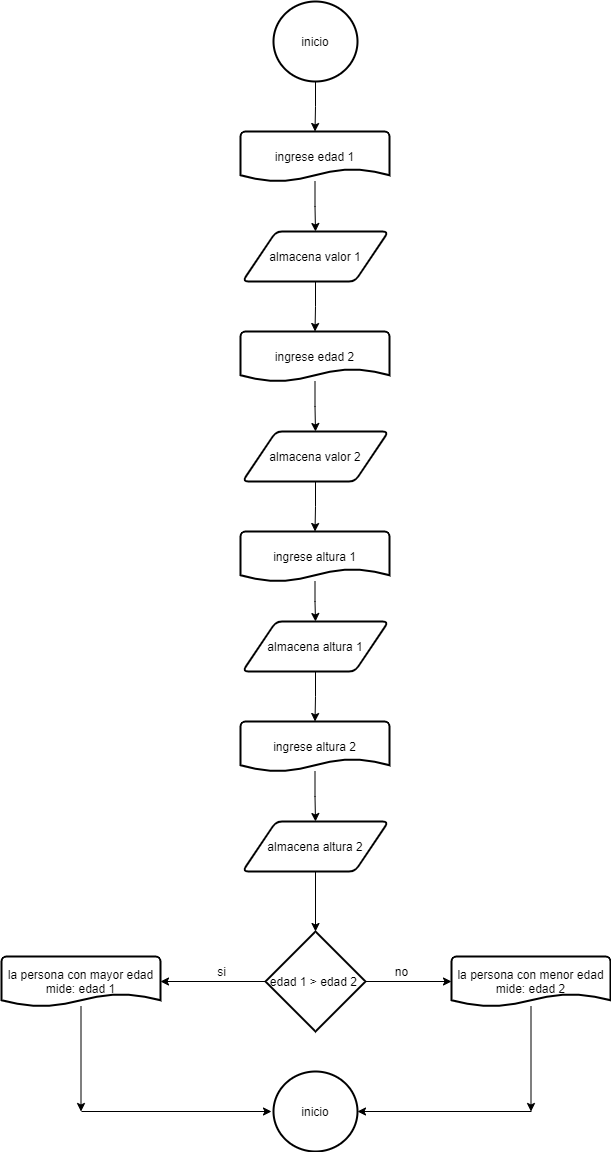 inicio
ingrese edad 1
almacena valor 1
ingrese edad 2
almacena valor 2
ingrese altura 1
almacena altura 1
ingrese altura 2
almacena altura 2
si
edad 1 > edad 2
no
la persona con mayor edad
mide: edad 1
la persona con menor edad
mide: edad 2
inicio